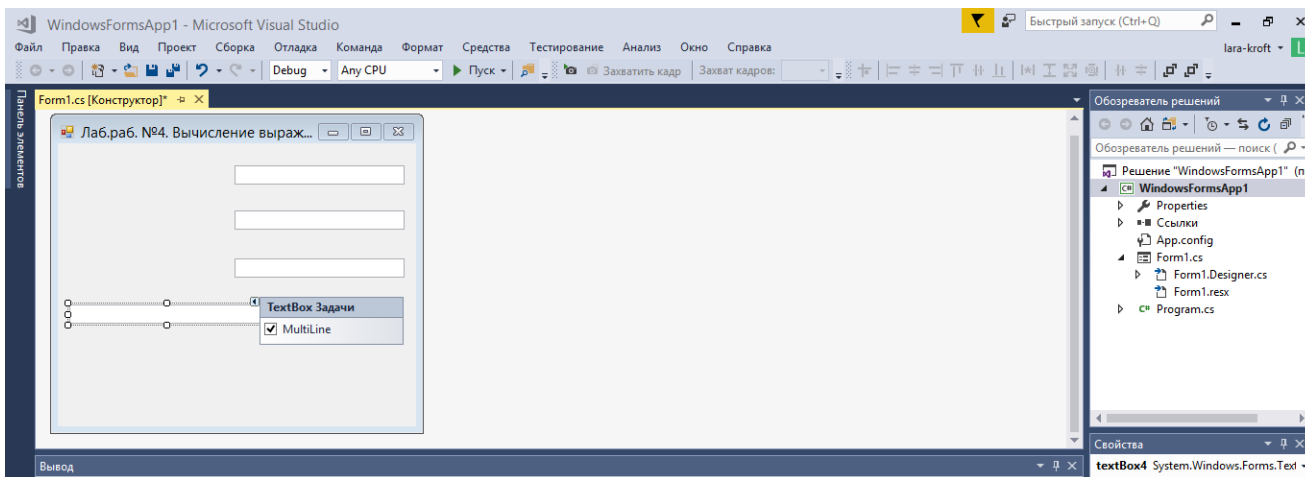 WindowsFormsApp1 - Microsoft Visual Studio
Быстрый запуск (Ctrl+Q)
Файл Правка Вид Проект Сборка Отладка Команда Формат Средства Тестирование Анализ Окно Справка
lara-kroft L
Debug Any CPU Пуск Захватить кадр Захват кадров:
Панель элементов
Form1.cs [Конструктор]*
Лаб.раб. №4. Вычисление выраж...
TextBox Задачи
MultiLine
Вывод
Обозреватель решений
Обозреватель решений — поиск (
Решение "WindowsFormsApp1" (п
C# WindowsFormsApp1
Properties
Ссылки
App.config
Form1.cs
Form1.Designer.cs
Form1.resx
C# Program.cs
Свойства
textBox4 System.Windows.Forms.Text